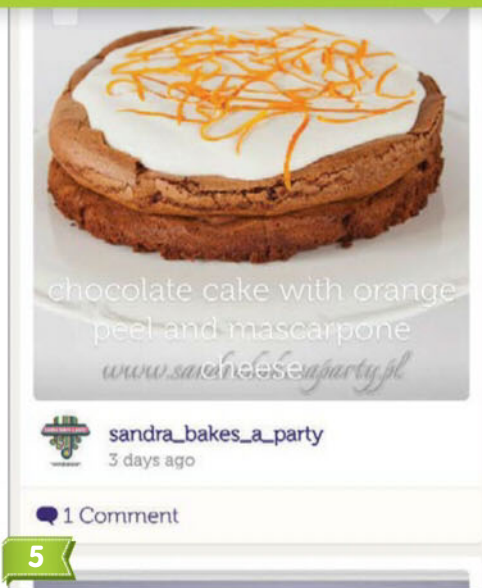 chocolate cake with orange
peel and mascarpone
cheese
sandra_bakes_a_party
3 days ago
1 Comment
5